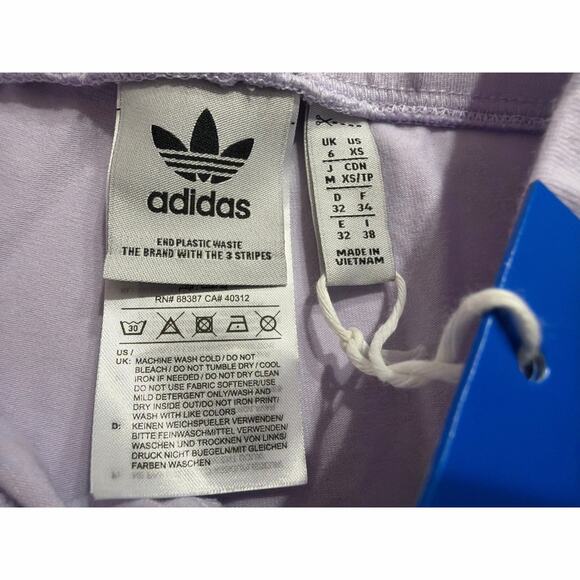 adidas
END PLASTIC WASTE
THE BRAND WITH THE 3 STRIPES
RN# 68387 CA# 40312
30
US /
UK: MACHINE WASH COLD / DO NOT
BLEACH / DO NOT TUMBLE DRY / COOL
IRON IF NEEDED / DO NOT DRY CLEAN
DO NOT USE FABRIC SOFTENER/USE
MILD DETERGENT ONLY/WASH AND
DRY INSIDE OUT/DO NOT IRON PRINT/
WASH WITH LIKE COLORS
D: KEINEN WEICHSPUELER VERWENDEN/
BITTE FEINWASCHMITTEL VERWENDEN/
WASCHEN UND TROCKNEN VON LINKS/
DRUCK NICHT BUEGELN/MIT GLEICHEN
FARBEN WASCHEN
UK US
6 XS
J CDN
M XS/TP
D F
32 34
E I
32 38
MADE IN
VIETNAM